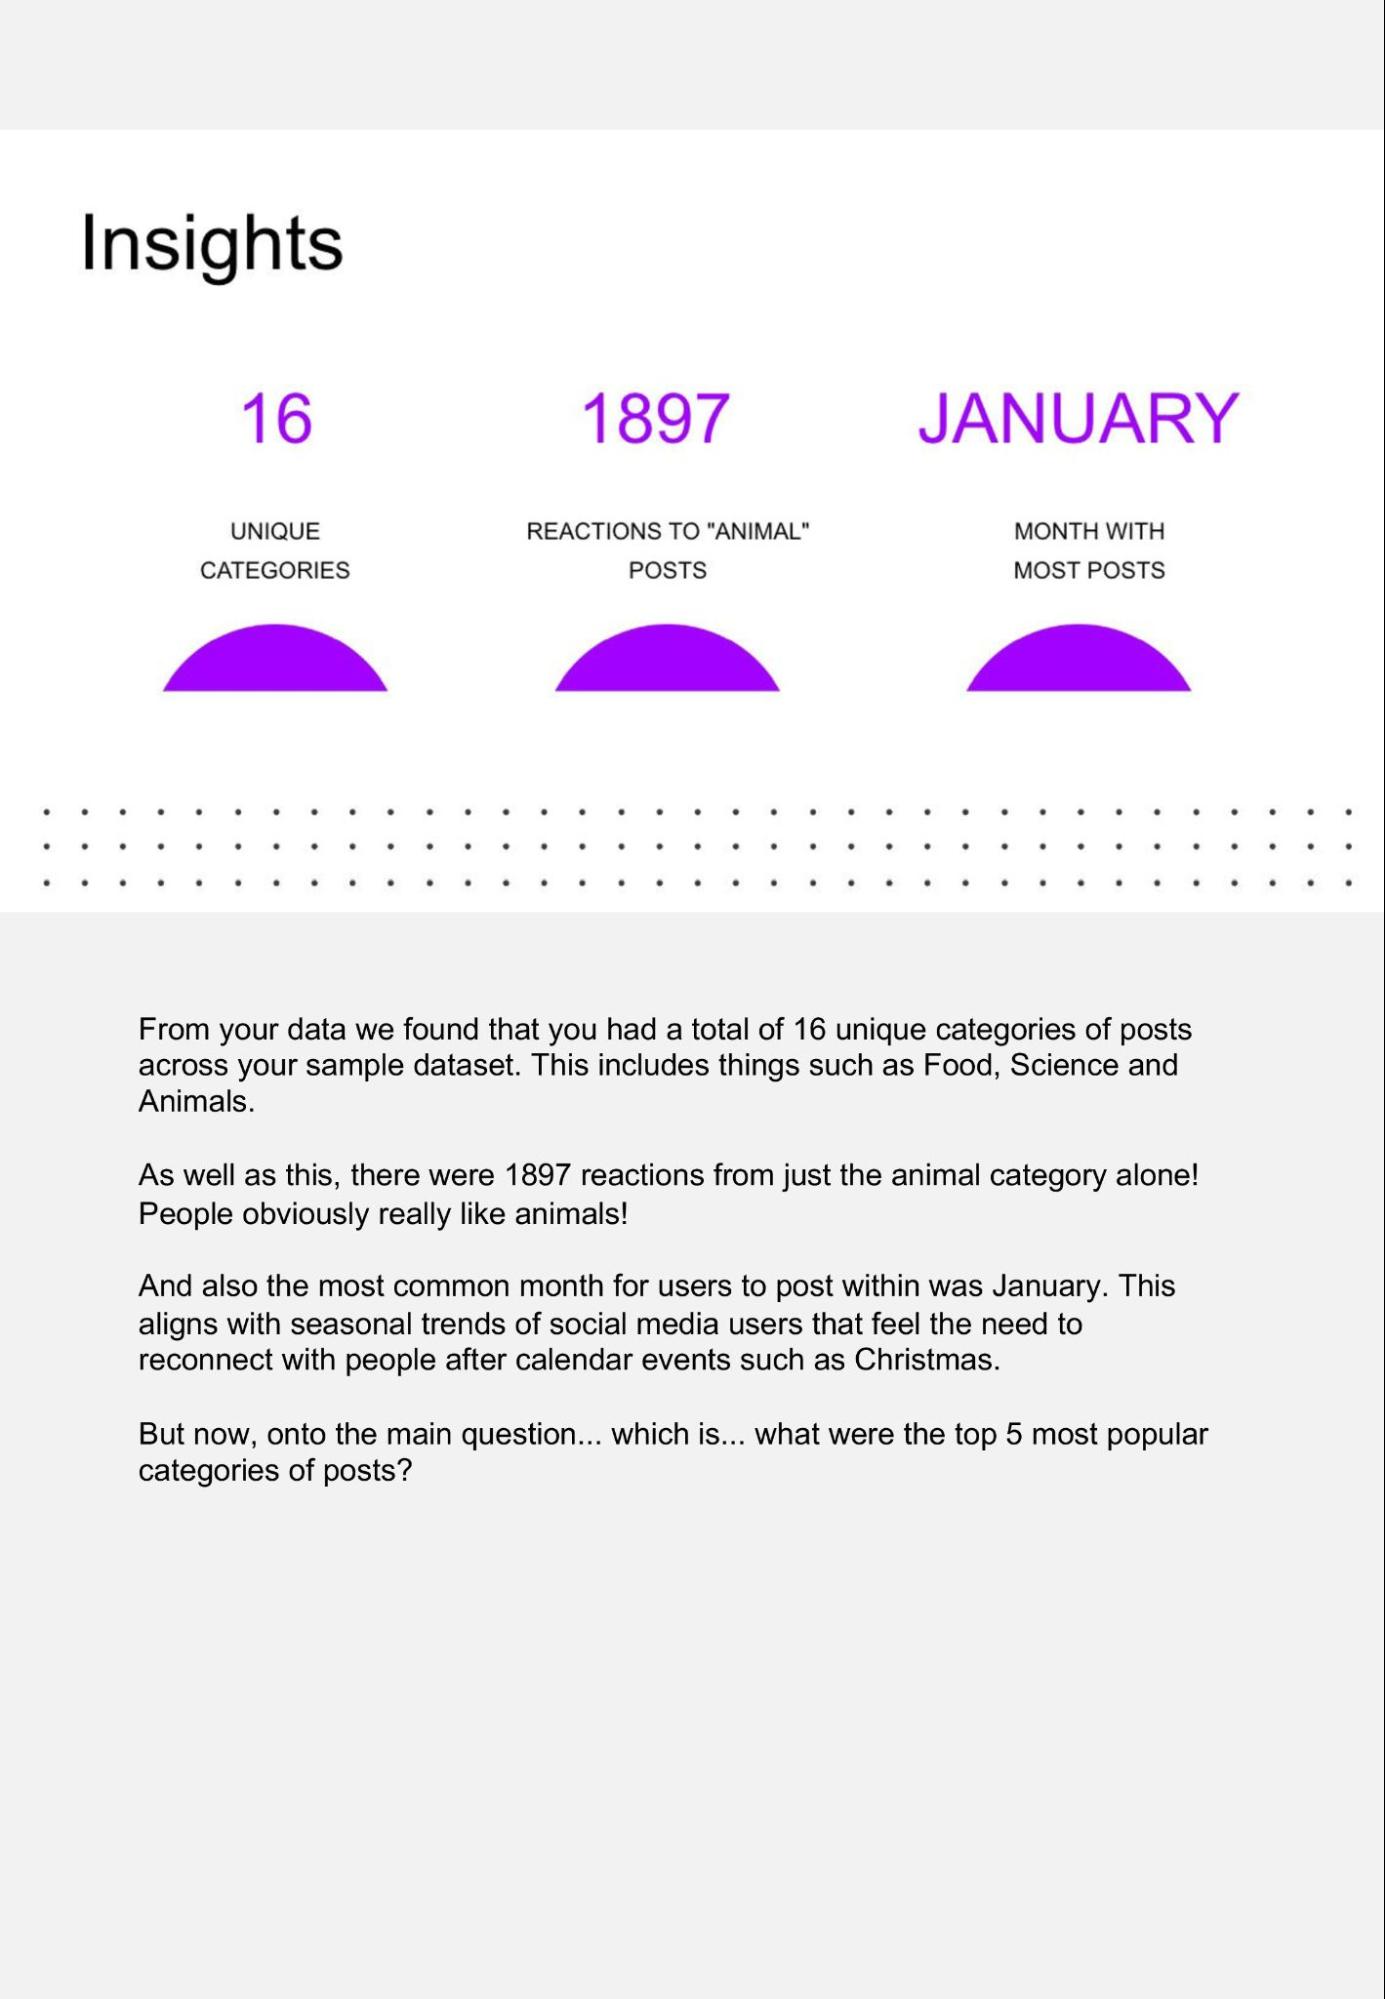 Insights
16
1897
JANUARY
UNIQUE
CATEGORIES
REACTIONS TO "ANIMAL"
POSTS
MONTH WITH
MOST POSTS
From your data we found that you had a total of 16 unique categories of posts
across your sample dataset. This includes things such as Food, Science and
Animals.
As well as this, there were 1897 reactions from just the animal category alone!
People obviously really like animals!
And also the most common month for users to post within was January. This
aligns with seasonal trends of social media users that feel the need to
reconnect with people after calendar events such as Christmas.
But now, onto the main question... which is... what were the top 5 most popular
categories of posts?